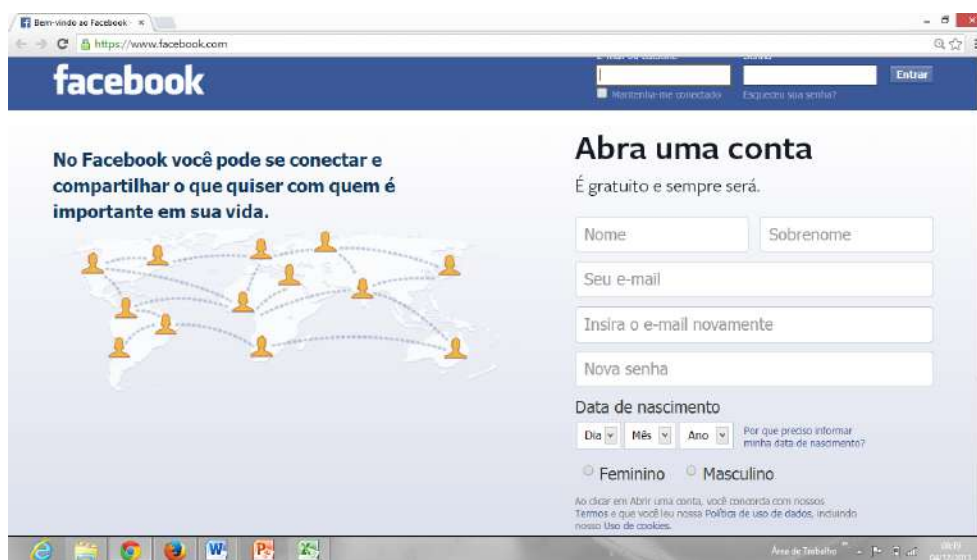 Bem-vindo ao Facebook -
https://www.facebook.com
facebook
Entrar
Mantenha-me conectado
Esqueceu sua senha?
No Facebook você pode se conectar e
compartilhar o que quiser com quem é
importante em sua vida.
Abra uma conta
É gratuito e sempre será.
Nome
Sobrenome
Seu e-mail
Insira o e-mail novamente
Nova senha
Data de nascimento
Dia
Mês
Ano
Por que preciso informar
minha data de nascimento?
Feminino
Masculino
Ao clicar em Abrir uma conta, você concorda com nossos
Termos e que você leu nossa Política de uso de dados, incluindo
nosso Uso de cookies.
Área de Trabalho